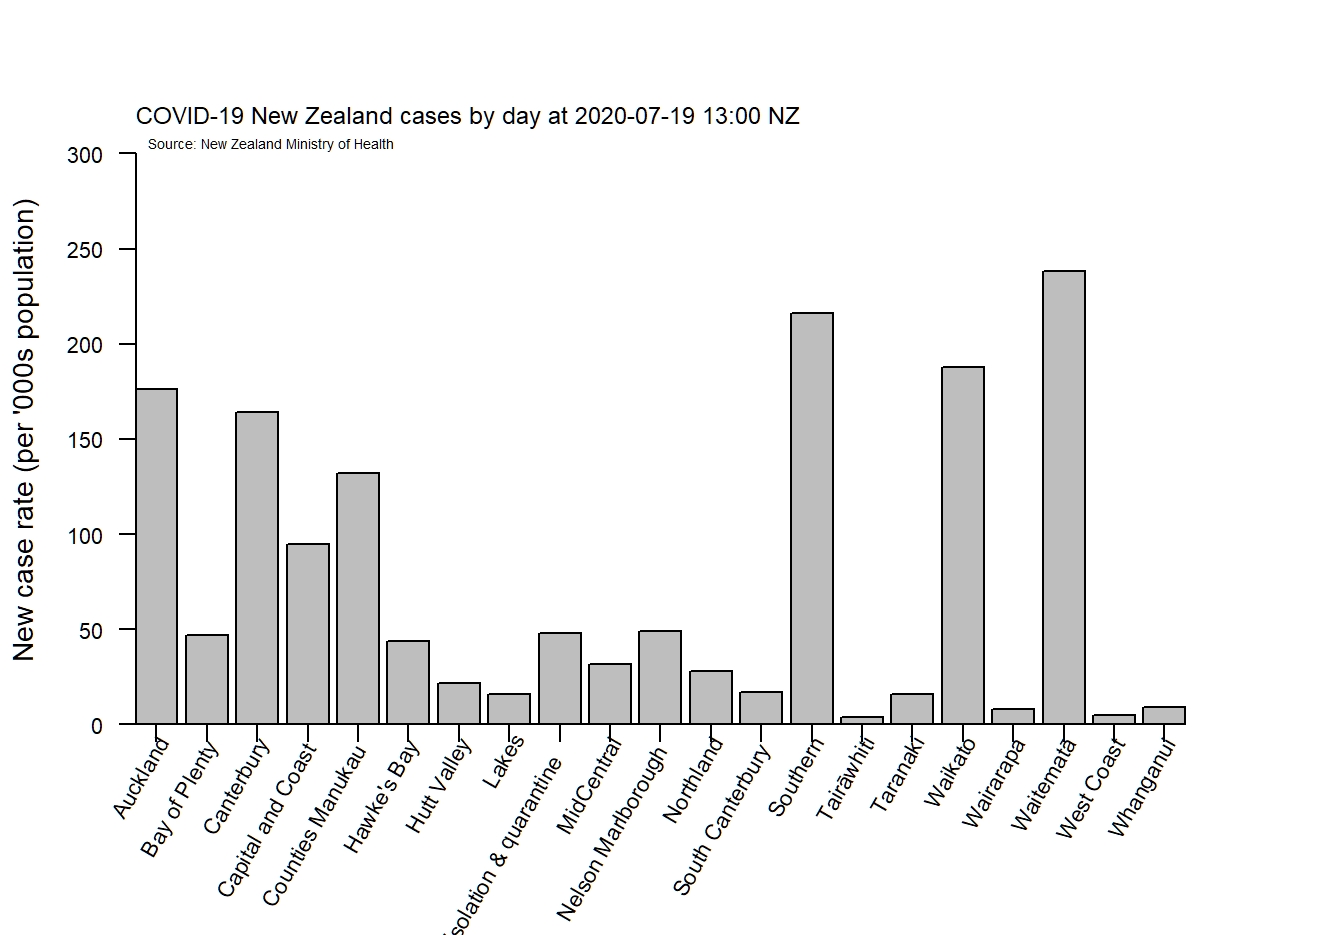 COVID-19 New Zealand cases by day at 2020-07-19 13:00 NZ
Source: New Zealand Ministry of Health
New case rate (per '000s population)
300
250
200
150
100
50
0
Auckland
Bay of Plenty
Canterbury
Capital and Coast
Counties Manukau
Hawke's Bay
Hutt Valley
Lakes
isolation & quarantine
MidCentral
Nelson Marlborough
Northland
South Canterbury
Southern
Tairāwhiti
Taranaki
Waikato
Wairarapa
Waitematā
West Coast
Whanganui